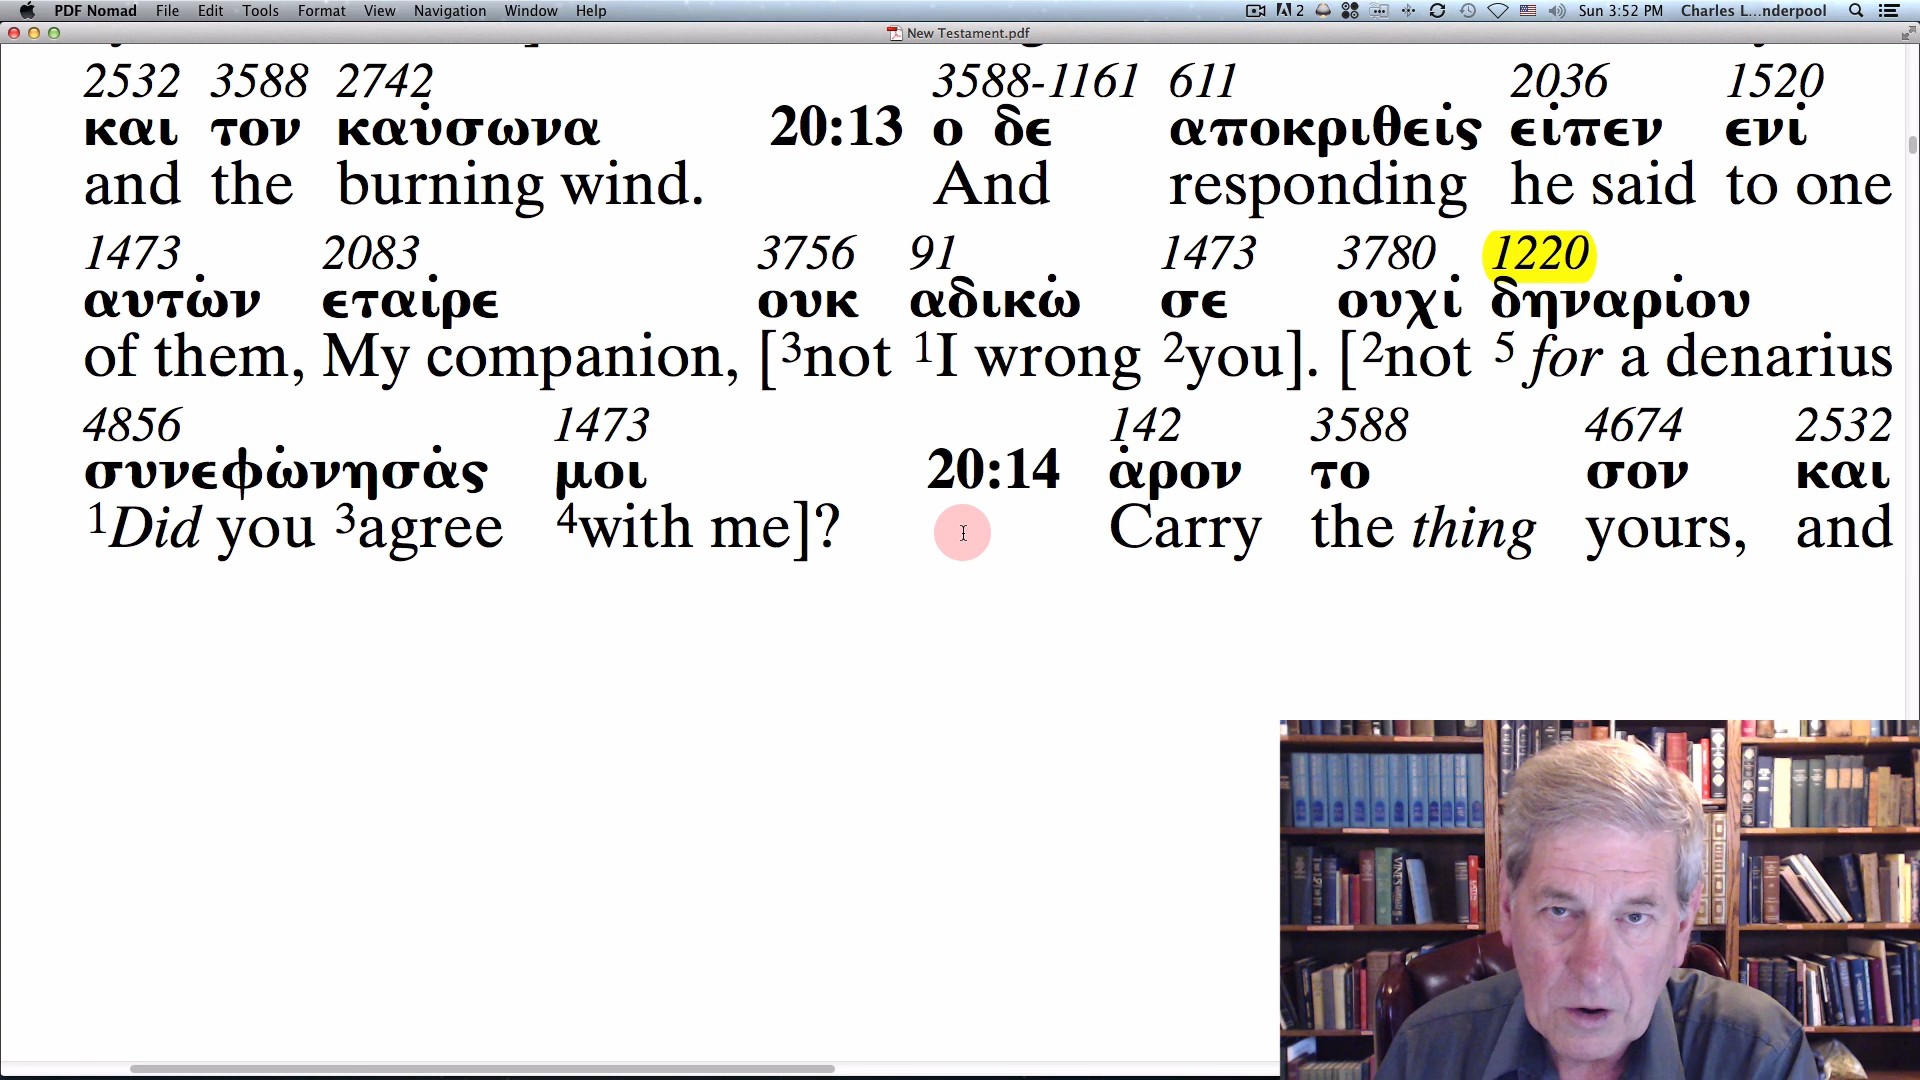 PDF Nomad File Edit Tools Format View Navigation Window Help 2 Sun 3:52 PM Charles L...nderpool
New Testament.pdf
2532 3588 2742 3588-1161 611 2036 1520
και τον καύσωνα 20:13 ο δε αποκριθείς είπεν ενί
and the burning wind. And responding he said to one
1473 2083 3756 91 1473 3780 1220
αυτών εταίρε ουκ αδικώ σε ουχί δηναρίου
of them, My companion, [³not ¹I wrong ²you]. [²not ⁵ for a denarius
4856 1473 142 3588 4674 2532
συνεφώνησάς μοι 20:14 άρον το σον και
¹Did you ³agree ⁴with me]? Carry the thing yours, and